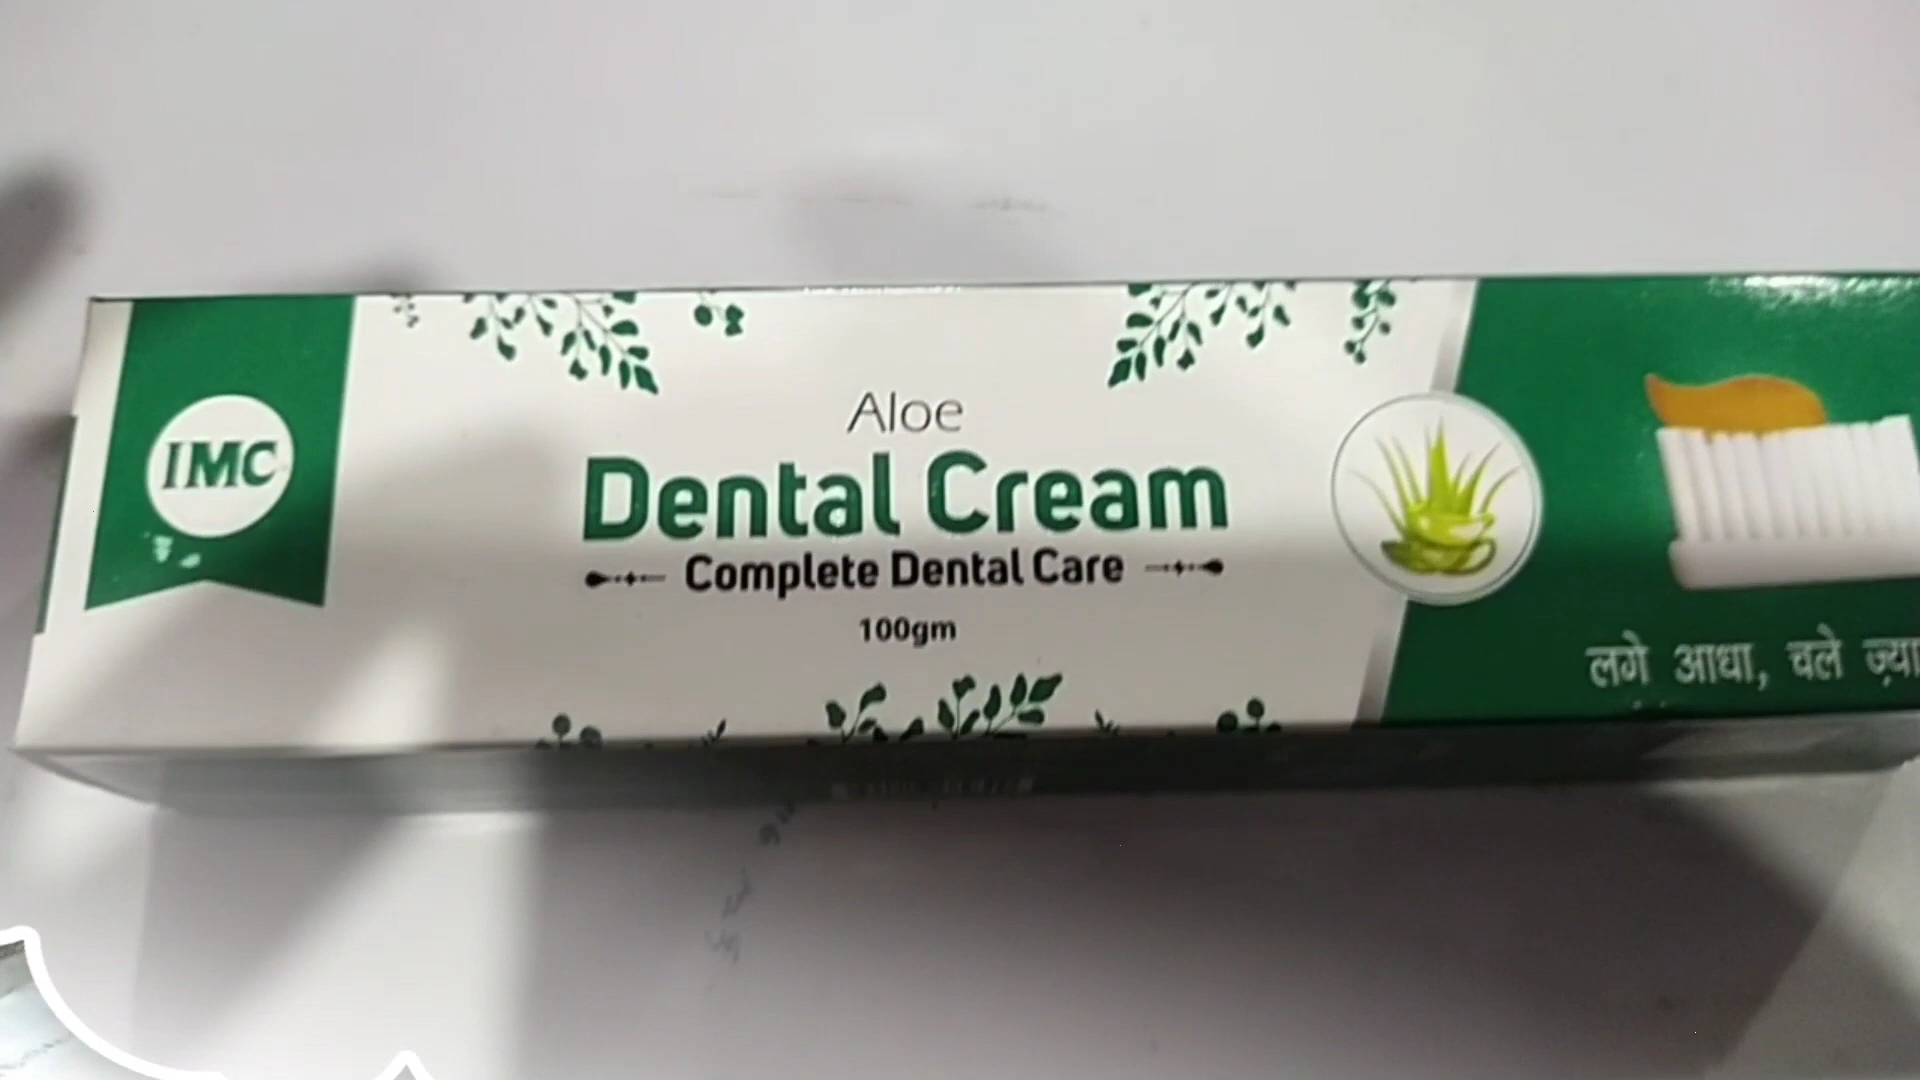 IMC
Aloe
Dental Cream
Complete Dental Care
100gm
लगे आधा, चले